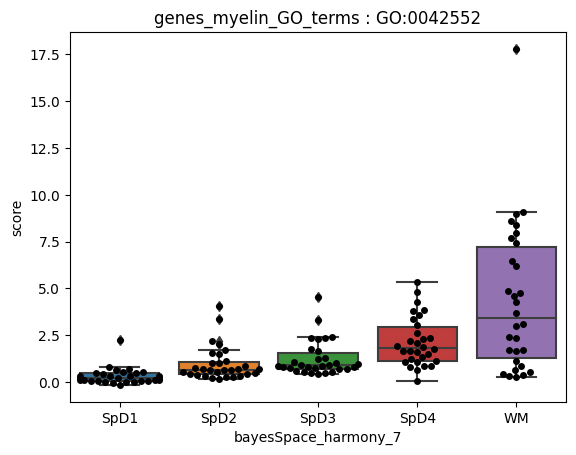 genes_myelin_GO_terms : GO:0042552
17.5
15.0
12.5
10.0
7.5
5.0
2.5
0.0
score
SpD1 SpD2 SpD3 SpD4 WM
bayesSpace_harmony_7